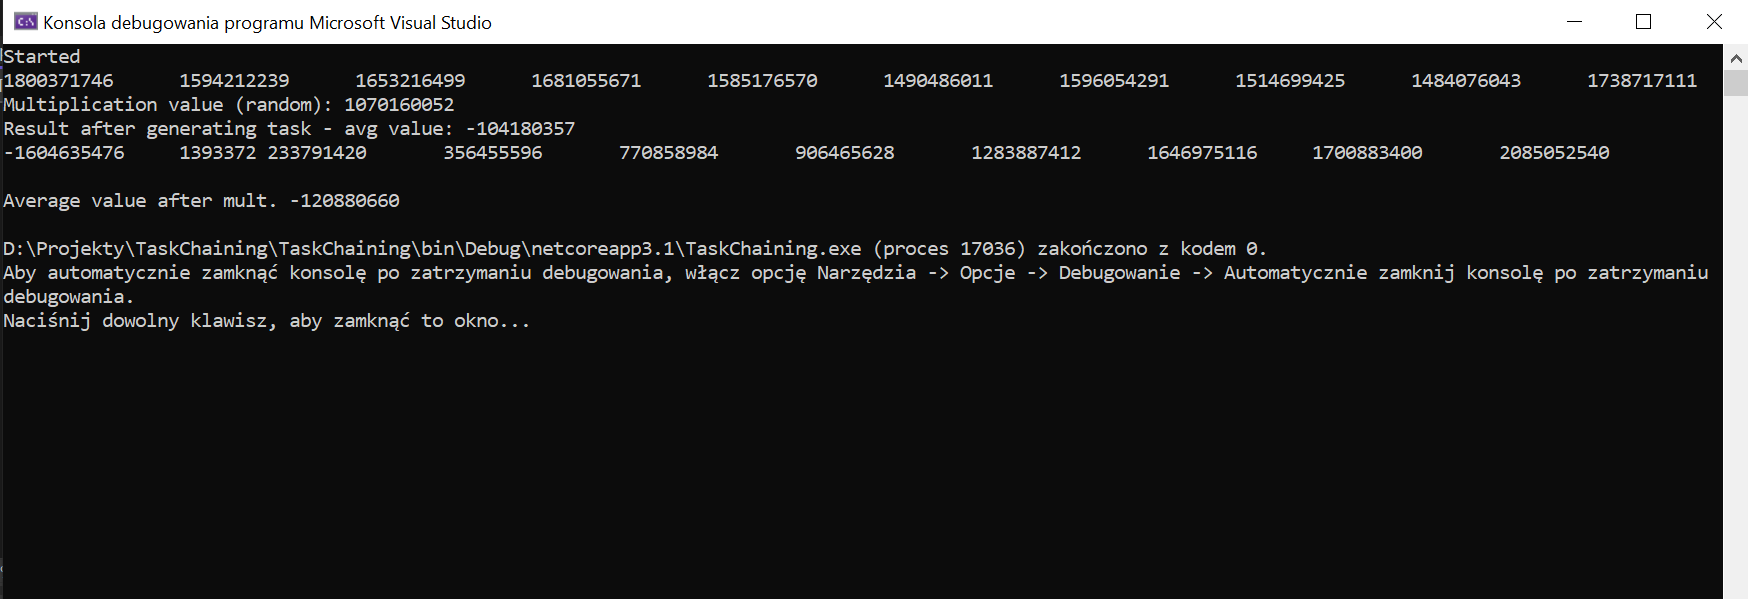 Konsola debugowania programu Microsoft Visual Studio
Started
1800371746 1594212239 1653216499 1681055671 1585176570 1490486011 1596054291 1514699425 1484076043 1738717111
Multiplication value (random): 1070160052
Result after generating task - avg value: -104180357
-1604635476 1393372 233791420 356455596 770858984 906465628 1283887412 1646975116 1700883400 2085052540
Average value after mult. -120880660
D:\Projekty\TaskChaining\TaskChaining\bin\Debug\netcoreapp3.1\TaskChaining.exe (proces 17036) zakończono z kodem 0.
Aby automatycznie zamknąć konsolę po zatrzymaniu debugowania, włącz opcję Narzędzia -> Opcje -> Debugowanie -> Automatycznie zamknij konsolę po zatrzymaniu
debugowania.
Naciśnij dowolny klawisz, aby zamknąć to okno...